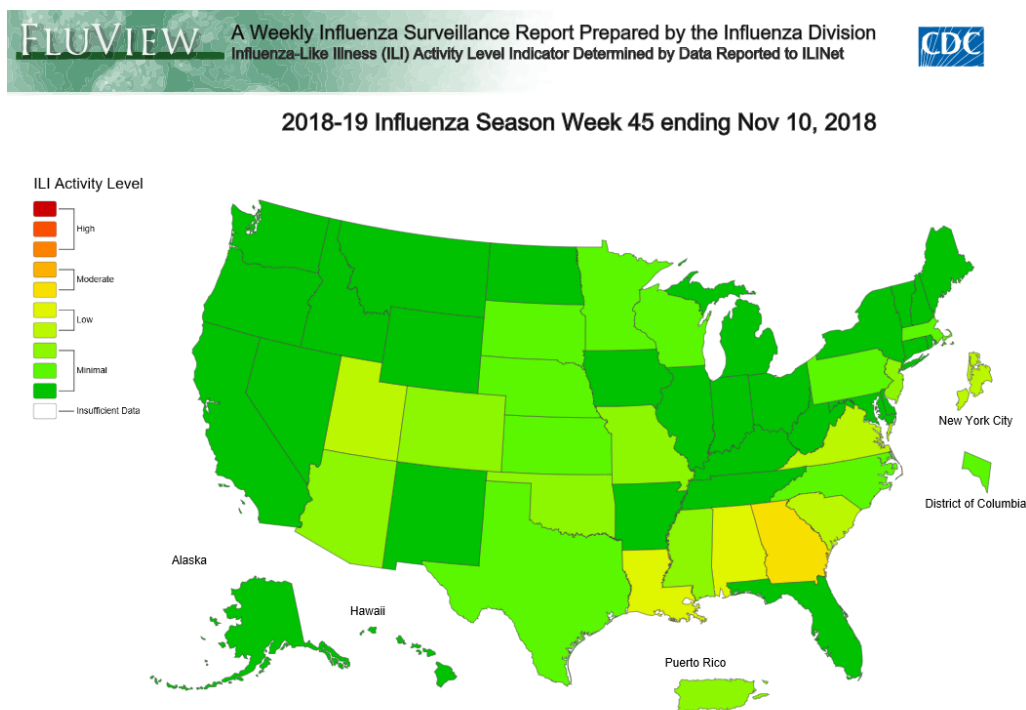 FLUVIEW
A Weekly Influenza Surveillance Report Prepared by the Influenza Division
Influenza-Like Illness (ILI) Activity Level Indicator Determined by Data Reported to ILINet
CDC
2018-19 Influenza Season Week 45 ending Nov 10, 2018
ILI Activity Level
High
Moderate
Low
Minimal
Insufficient Data
New York City
District of Columbia
Alaska
Hawaii
Puerto Rico